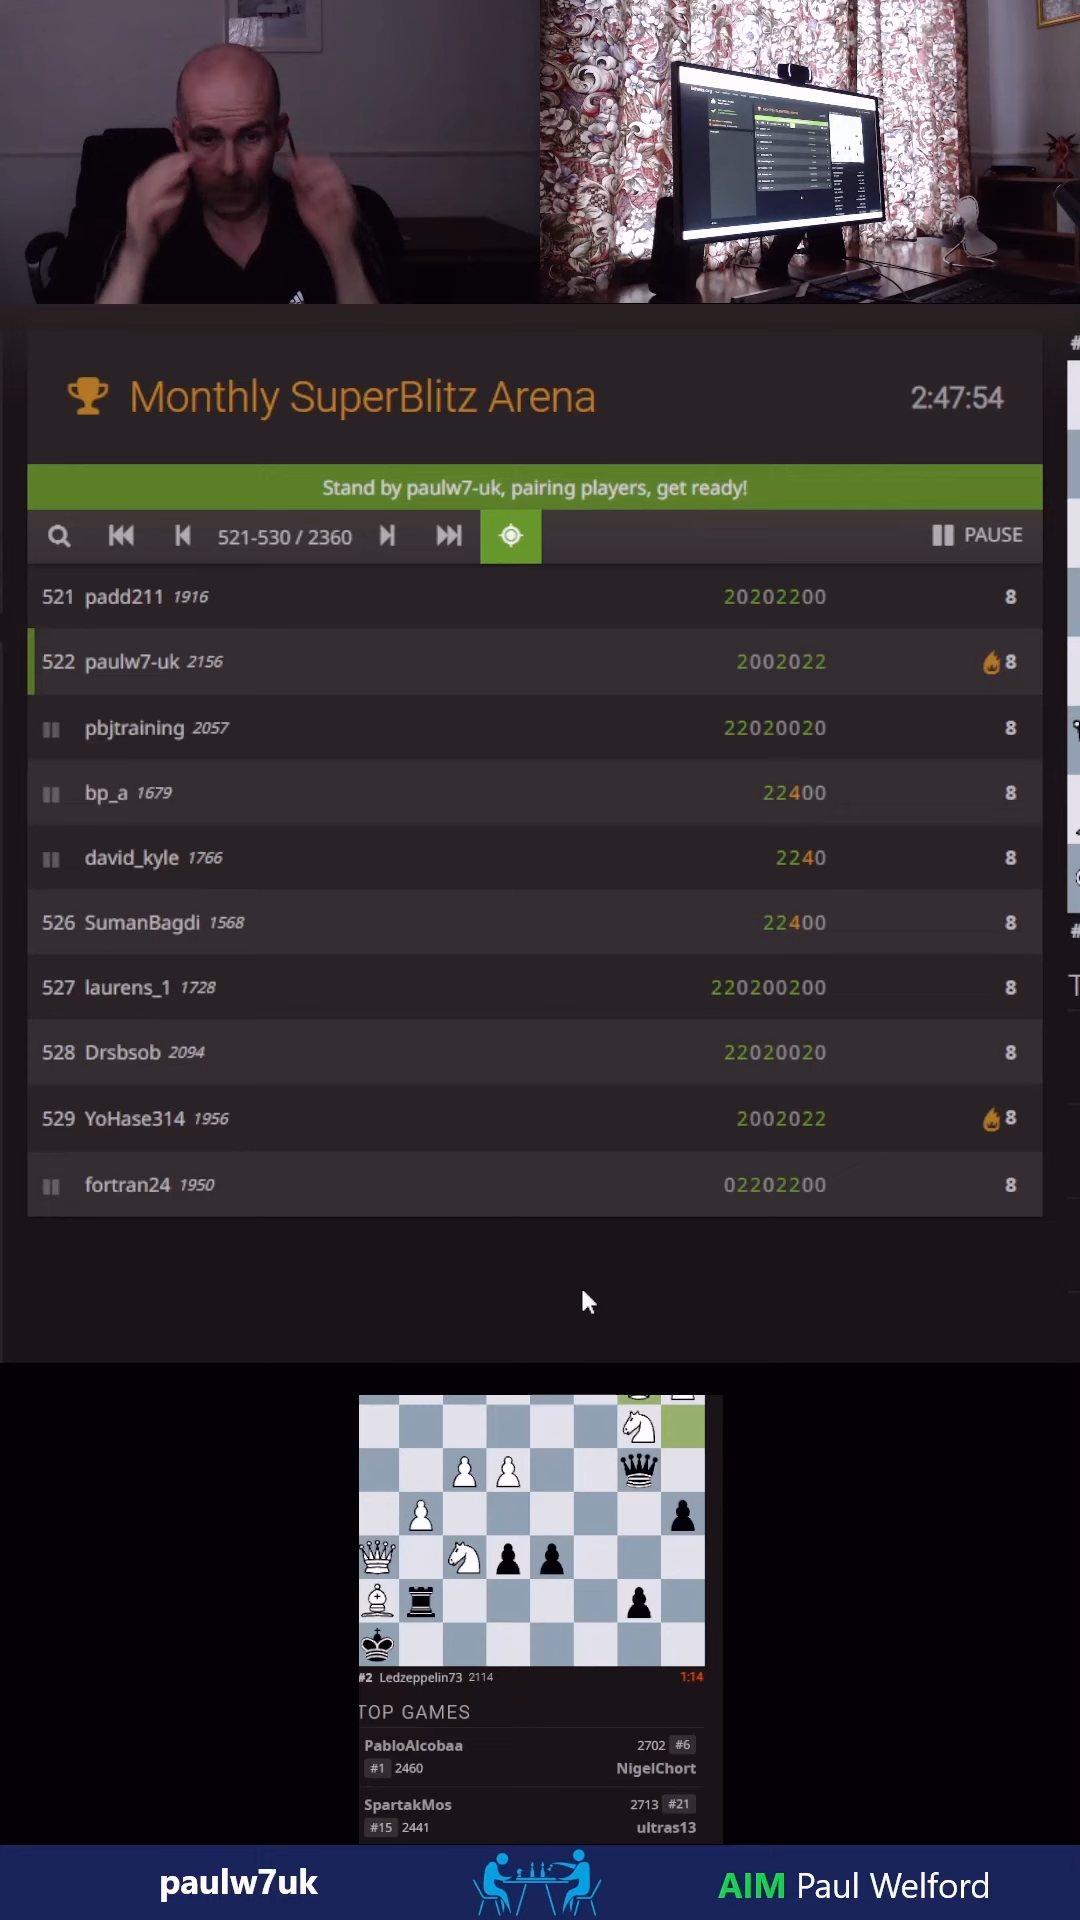 Monthly SuperBlitz Arena
2:47:54
Stand by paulw7-uk, pairing players, get ready!
521-530 / 2360
PAUSE
521 padd211 1916 20202200 8
522 paulw7-uk 2156 2002022 8
pbjtraining 2057 22020020 8
bp_a 1679 22400 8
david_kyle 1766 2240 8
526 SumanBagdi 1568 22400 8
527 laurens_1 1728 220200200 8
528 Drsbsob 2094 22020020 8
529 YoHase314 1956 2002022 8
fortran24 1950 02202200 8
#2 Ledzeppelin73 2114 1:14
TOP GAMES
PabloAlcobaa 2702 #6
#1 2460 NigelChort
SpartakMos 2713 #21
#15 2441 ultras13
paulw7uk
AIM Paul Welford